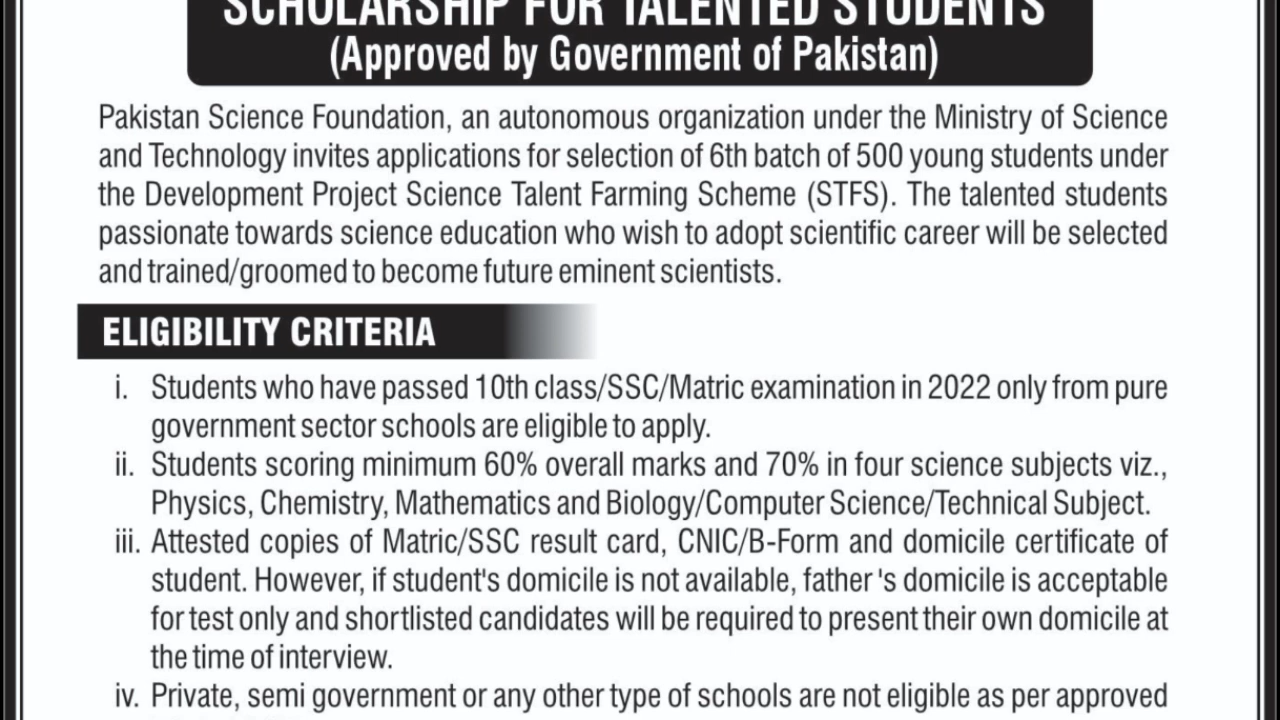 SCHOLARSHIP FOR TALENTED STUDENTS
(Approved by Government of Pakistan)
Pakistan Science Foundation, an autonomous organization under the Ministry of Science
and Technology invites applications for selection of 6th batch of 500 young students under
the Development Project Science Talent Farming Scheme (STFS). The talented students
passionate towards science education who wish to adopt scientific career will be selected
and trained/groomed to become future eminent scientists.
ELIGIBILITY CRITERIA
i. Students who have passed 10th class/SSC/Matric examination in 2022 only from pure
government sector schools are eligible to apply.
ii. Students scoring minimum 60% overall marks and 70% in four science subjects viz.,
Physics, Chemistry, Mathematics and Biology/Computer Science/Technical Subject.
iii. Attested copies of Matric/SSC result card, CNIC/B-Form and domicile certificate of
student. However, if student's domicile is not available, father 's domicile is acceptable
for test only and shortlisted candidates will be required to present their own domicile at
the time of interview.
iv. Private, semi government or any other type of schools are not eligible as per approved